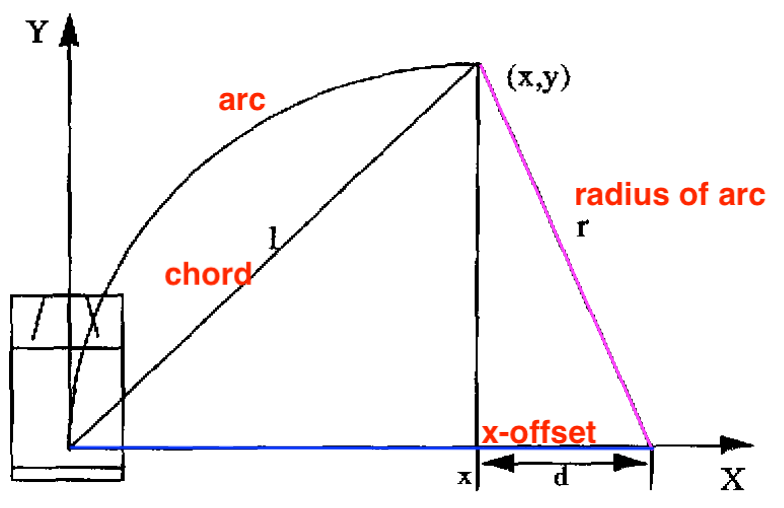 Y
(x,y)
arc
radius of arc
r
l
chord
x-offset
x
d
X